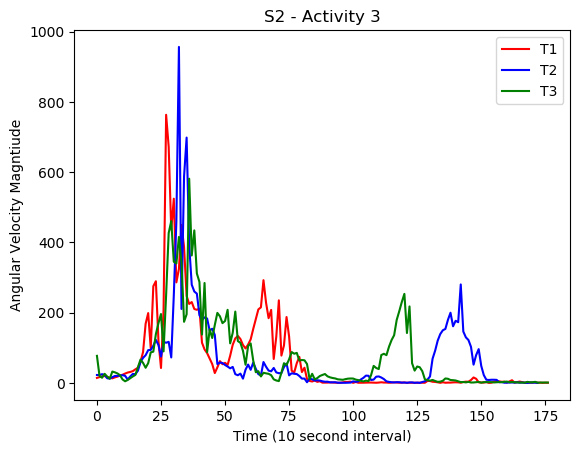 S2 - Activity 3
Angular Velocity Magntiude
1000
800
600
400
200
0
0 25 50 75 100 125 150 175
Time (10 second interval)
T1
T2
T3